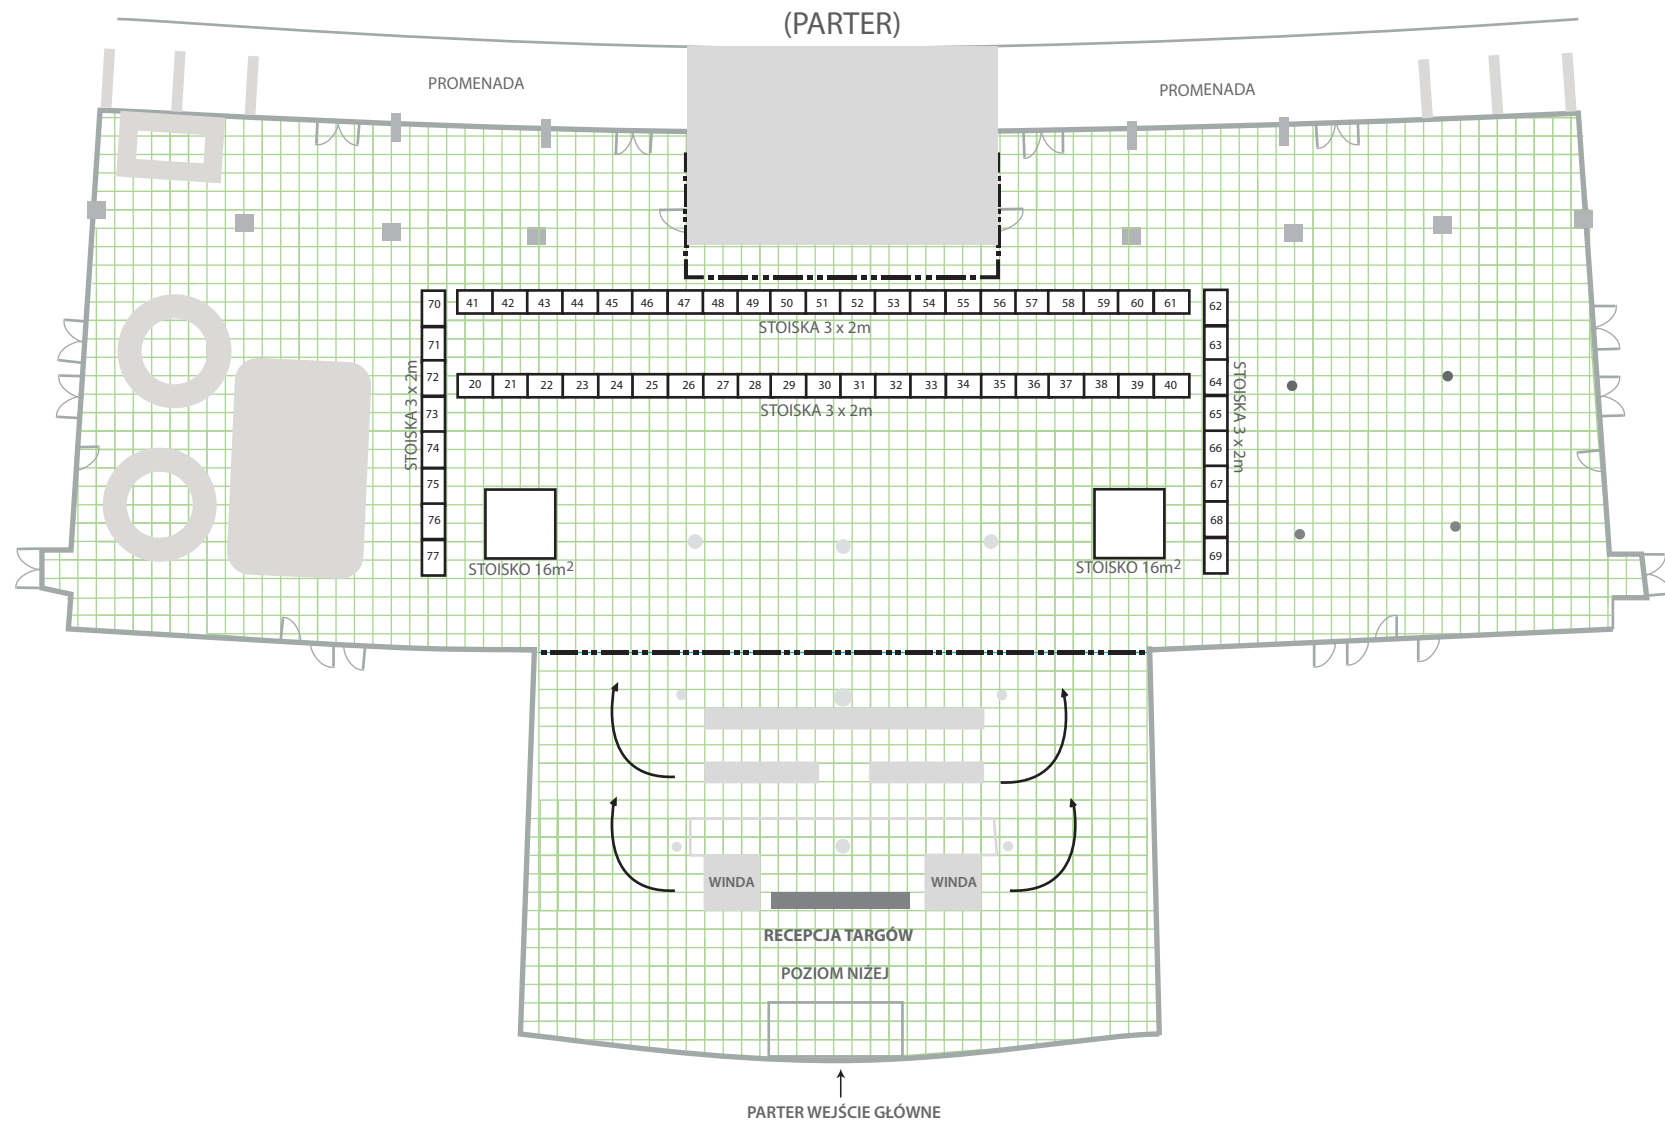 (PARTER)
PROMENADA
PROMENADA
70 41 42 43 44 45 46 47 48 49 50 51 52 53 54 55 56 57 58 59 60 61 62
STOISKA 3 x 2m
71
63
72 20 21 22 23 24 25 26 27 28 29 30 31 32 33 34 35 36 37 38 39 40 64
STOISKA 3 x 2m
STOISKA 3 x 2m
STOISKA 3 x 2m
73
65
74
66
75
67
76
68
77
69
STOISKO 16m²
STOISKO 16m²
WINDA
WINDA
RECEPCJA TARGÓW
POZIOM NIŻEJ
PARTER WEJŚCIE GŁÓWNE